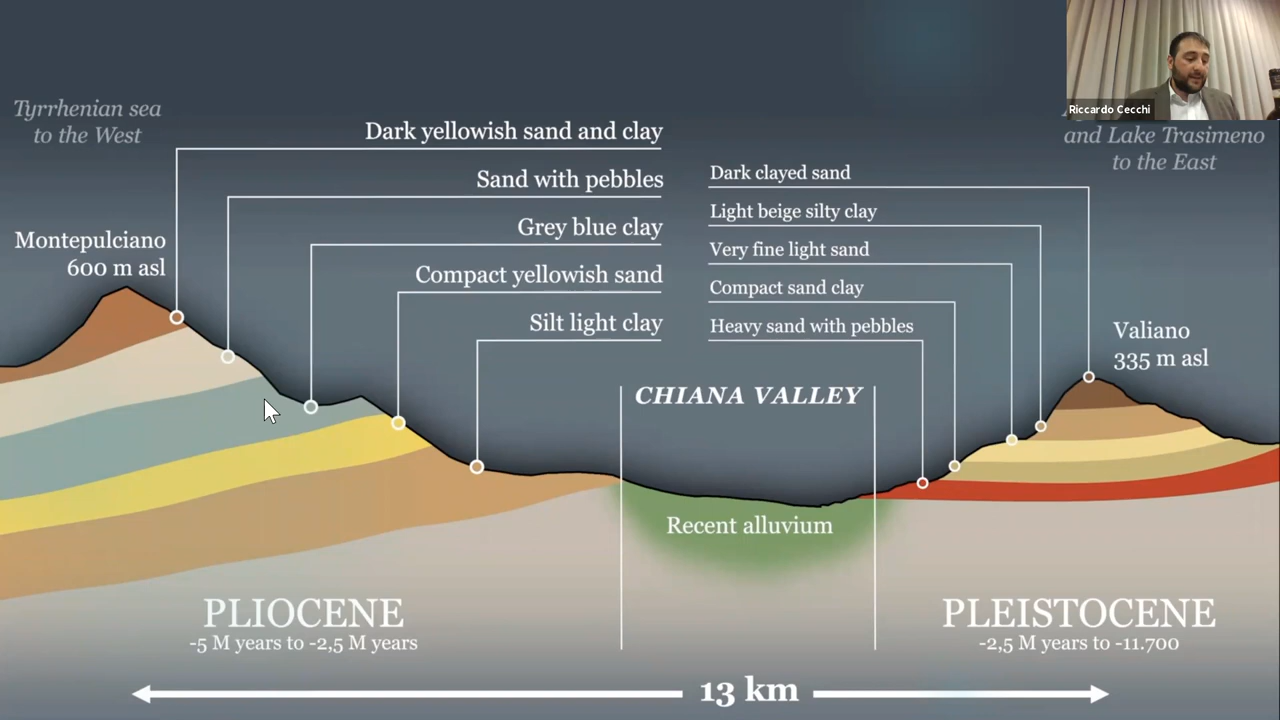 Riccardo Cecchi
Tyrrhenian sea
to the West
and Lake Trasimeno
to the East
Dark yellowish sand and clay
Sand with pebbles
Grey blue clay
Compact yellowish sand
Silt light clay
Dark clayed sand
Light beige silty clay
Very fine light sand
Compact sand clay
Heavy sand with pebbles
Montepulciano
600 m asl
Valiano
335 m asl
CHIANA VALLEY
Recent alluvium
PLIOCENE
-5 M years to -2,5 M years
PLEISTOCENE
-2,5 M years to -11.700
13 km